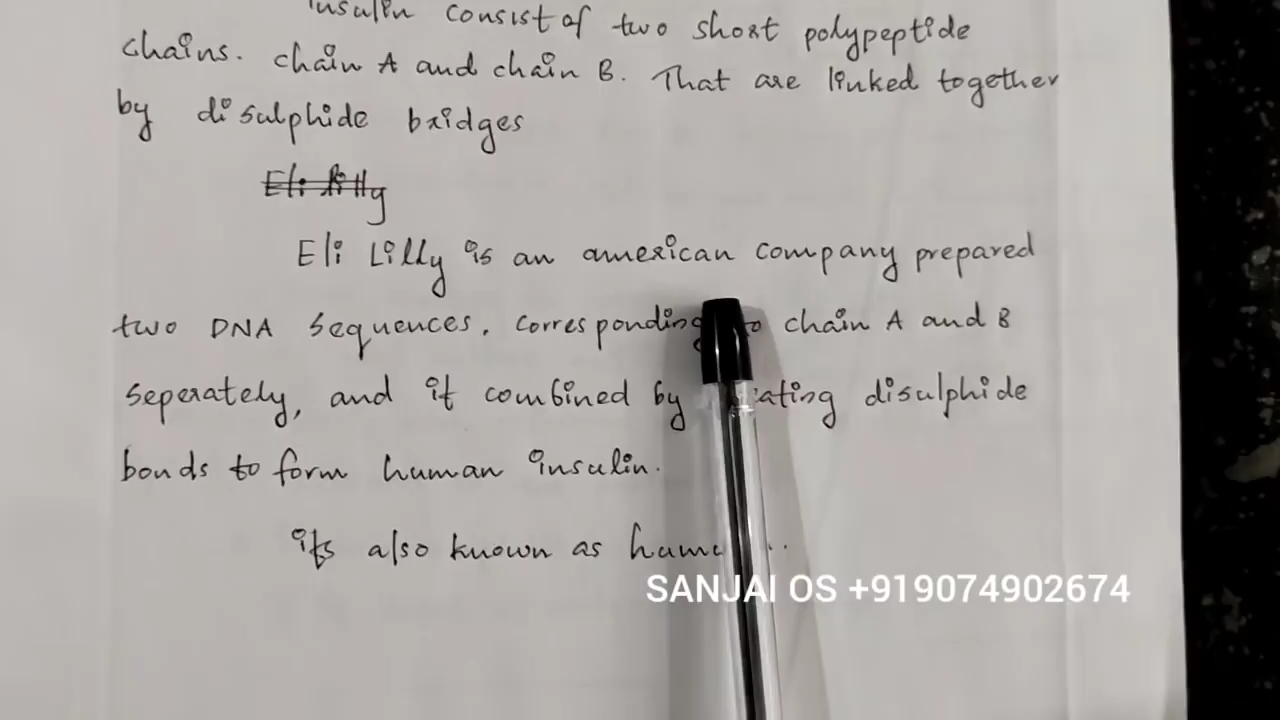 insulin consist of two short polypeptide
chains. chain A and chain B. That are linked together
by disulphide bridges
Eli lilly
Eli Lilly is an american company prepared
two DNA sequences, corresponding to chain A and B
seperately, and it combined by disulphide
bonds to form human insulin.
its also known as
SANJAI OS +919074902674